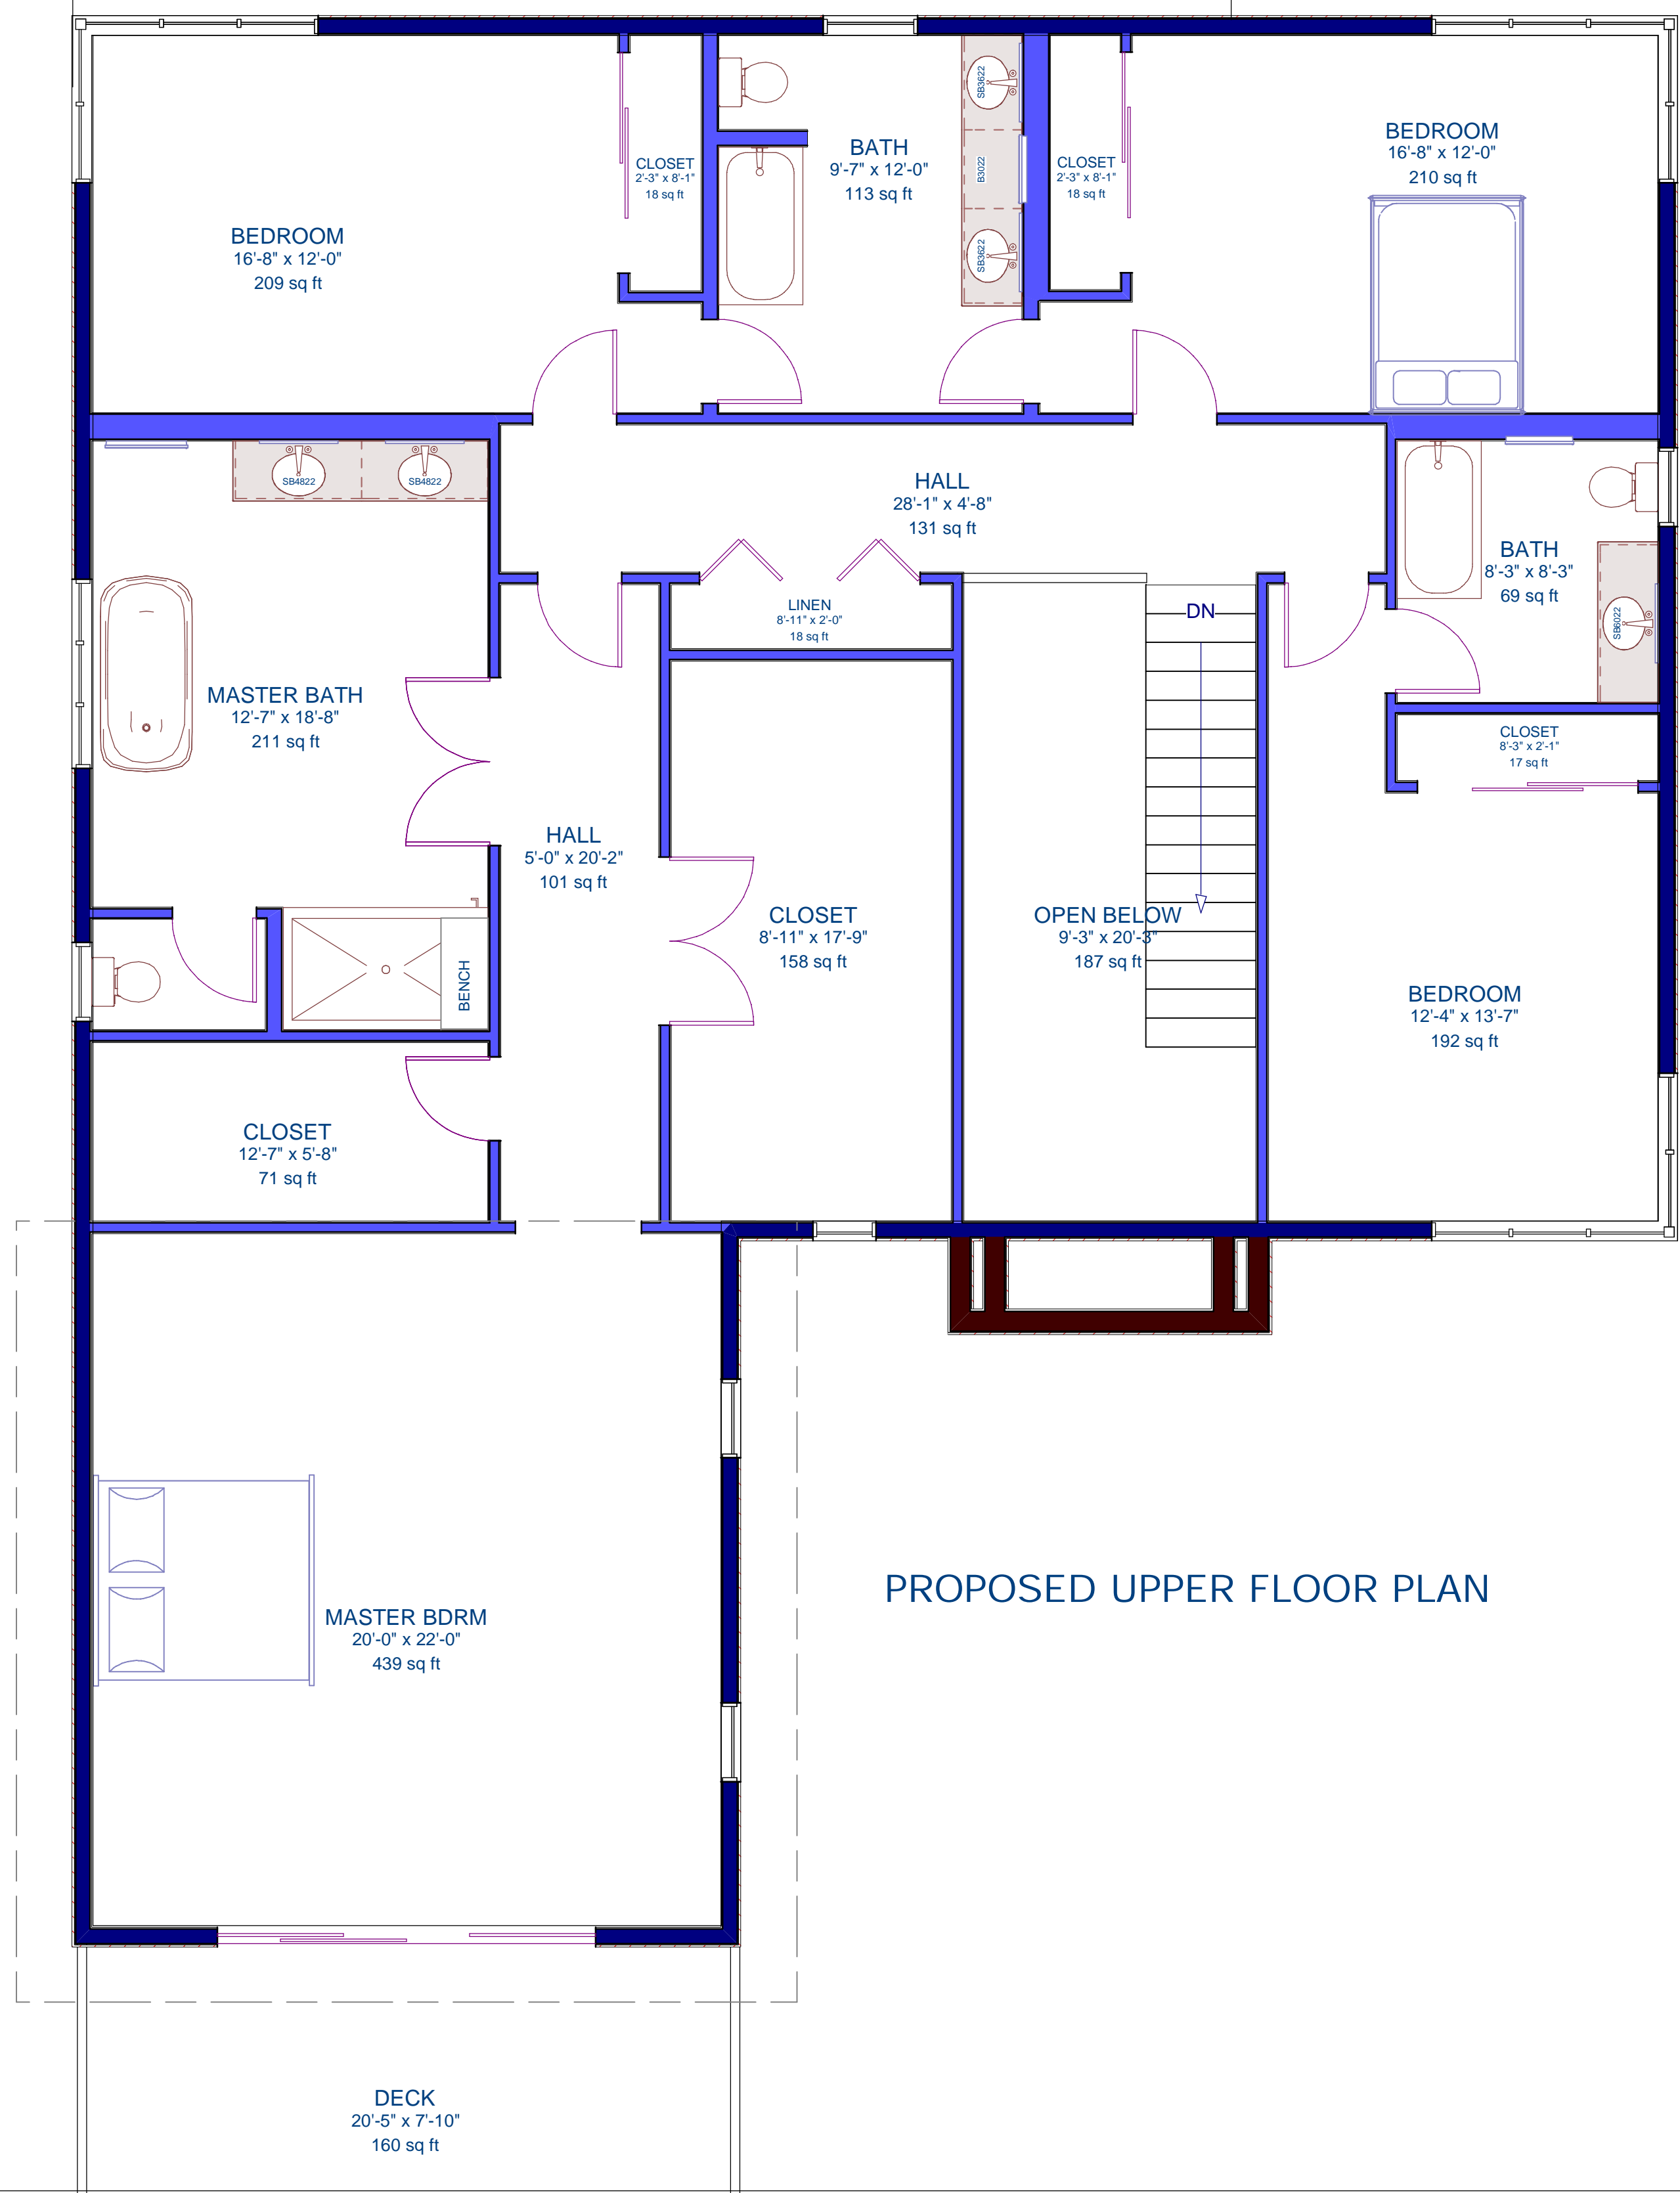 BEDROOM
16'-8" x 12'-0"
209 sq ft
CLOSET
2'-3" x 8'-1"
18 sq ft
BATH
9'-7" x 12'-0"
113 sq ft
SB3622
B3022
SB3622
CLOSET
2'-3" x 8'-1"
18 sq ft
BEDROOM
16'-8" x 12'-0"
210 sq ft
SB4822
SB4822
HALL
28'-1" x 4'-8"
131 sq ft
BATH
8'-3" x 8'-3"
69 sq ft
SB6022
LINEN
8'-11" x 2'-0"
18 sq ft
DN
MASTER BATH
12'-7" x 18'-8"
211 sq ft
CLOSET
8'-3" x 2'-1"
17 sq ft
HALL
5'-0" x 20'-2"
101 sq ft
CLOSET
8'-11" x 17'-9"
158 sq ft
OPEN BELOW
9'-3" x 20'-3"
187 sq ft
BENCH
BEDROOM
12'-4" x 13'-7"
192 sq ft
CLOSET
12'-7" x 5'-8"
71 sq ft
PROPOSED UPPER FLOOR PLAN
MASTER BDRM
20'-0" x 22'-0"
439 sq ft
DECK
20'-5" x 7'-10"
160 sq ft